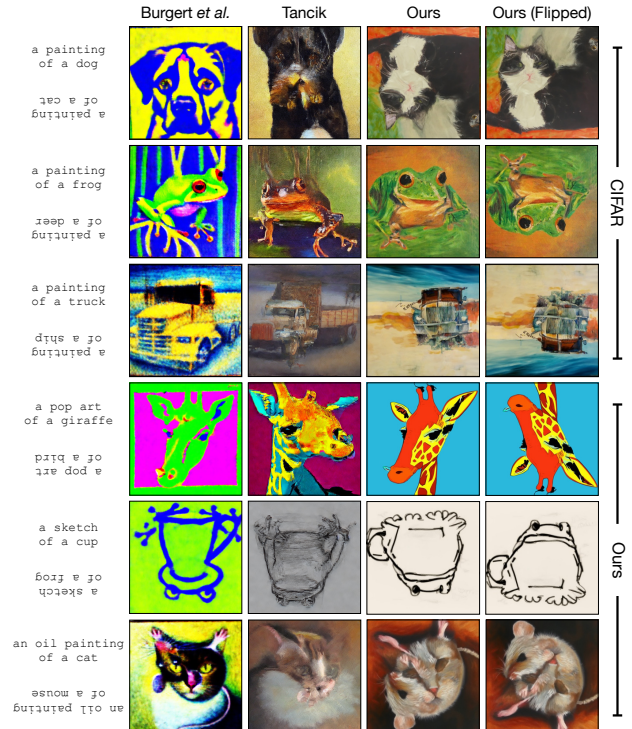 Burgert et al. Tancik Ours Ours (Flipped)
a painting
of a dog
a painting
of a cat
a painting
of a frog
a painting
of a deer
a painting
of a truck
a painting
of a ship
CIFAR
a pop art
of a giraffe
a pop art
of a bird
a sketch
of a cup
a sketch
of a frog
an oil painting
of a cat
an oil painting
of a mouse
Ours